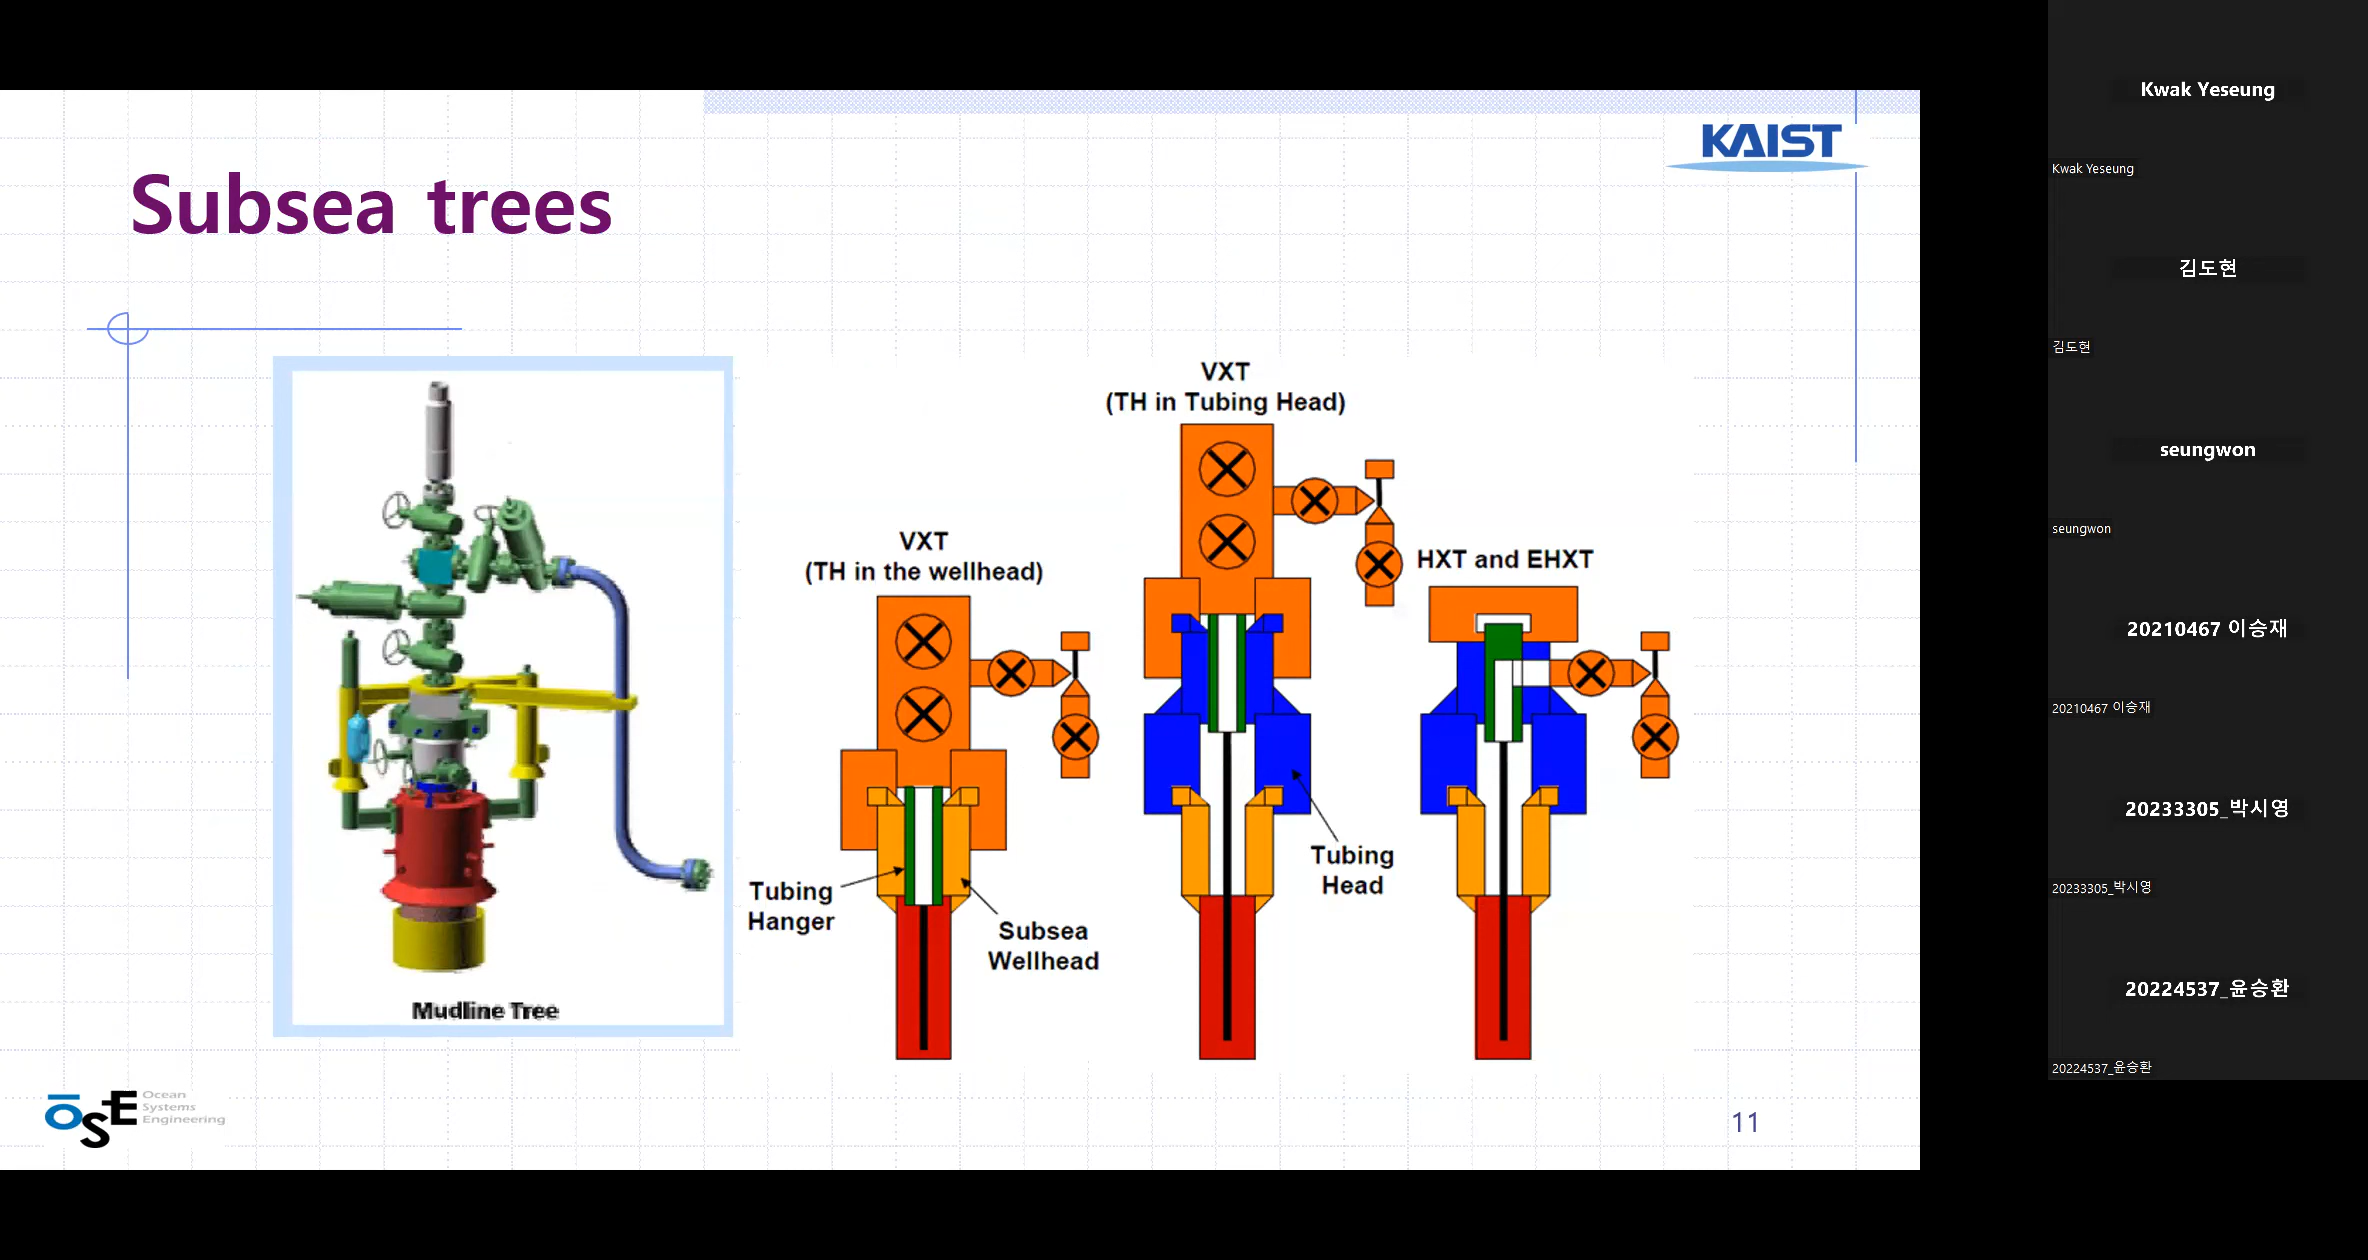 KAIST
Subsea trees
VXT
(TH in Tubing Head)
VXT
(TH in the wellhead)
HXT and EHXT
Tubing
Head
Tubing
Hanger
Subsea
Wellhead
Mudline Tree
OSE
Ocean
Systems
Engineering
11
Kwak Yeseung
Kwak Yeseung
김도현
김도현
seungwon
seungwon
20210467 이승재
20210467 이승재
20233305_박시영
20233305_박시영
20224537_윤승환
20224537_윤승환